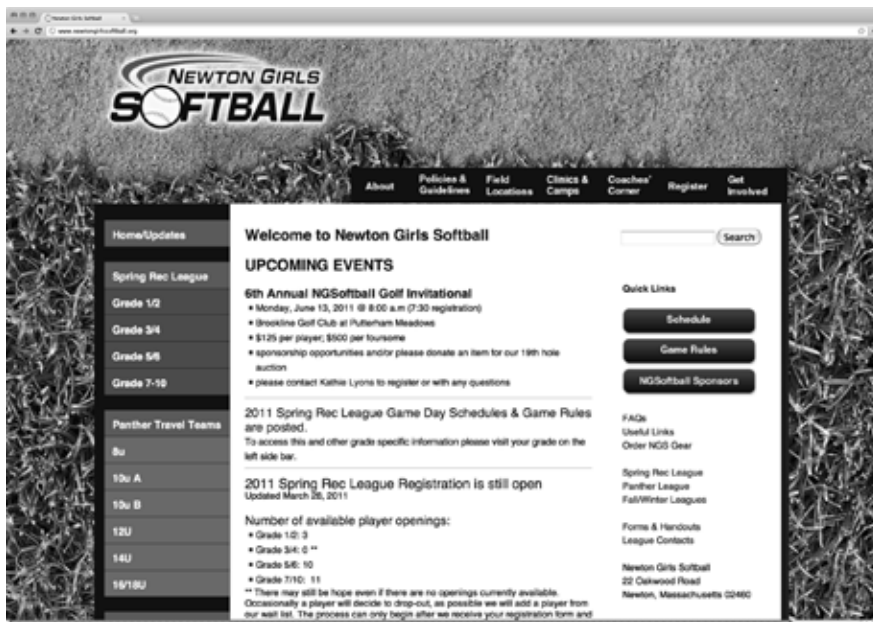 Newton Girls Softball
www.newtongirlssoftball.org
NEWTON GIRLS
SOFTBALL
About
Policies &
Guidelines
Field
Locations
Clinics &
Camps
Coaches'
Corner
Register
Get
Involved
Home/Updates
Spring Rec League
Grade 1/2
Grade 3/4
Grade 5/6
Grade 7-10
Panther Travel Teams
8u
10u A
10u B
12U
14U
16/18U
Welcome to Newton Girls Softball
UPCOMING EVENTS
6th Annual NGSoftball Golf Invitational
• Monday, June 13, 2011 @ 8:00 a.m (7:30 registration)
• Brookline Golf Club at Putterham Meadows
• $125 per player; $500 per foursome
• sponsorship opportunities and/or please donate an item for our 19th hole
auction
• please contact Kathie Lyons to register or with any questions
2011 Spring Rec League Game Day Schedules & Game Rules
are posted.
To access this and other grade specific information please visit your grade on the
left side bar.
2011 Spring Rec League Registration is still open
Updated March 26, 2011
Number of available player openings:
• Grade 1/2: 3
• Grade 3/4: 0 **
• Grade 5/6: 10
• Grade 7/10: 11
** There may still be hope even if there are no openings currently available.
Occasionally a player will decide to drop-out, as possible we will add a player from
our wait list. The process can only begin after we receive your registration form and
Search
Quick Links
Schedule
Game Rules
NGSoftball Sponsors
FAQs
Useful Links
Order NGS Gear
Spring Rec League
Panther League
Fall/Winter Leagues
Forms & Handouts
League Contacts
Newton Girls Softball
22 Oakwood Road
Newton, Massachusetts 02460